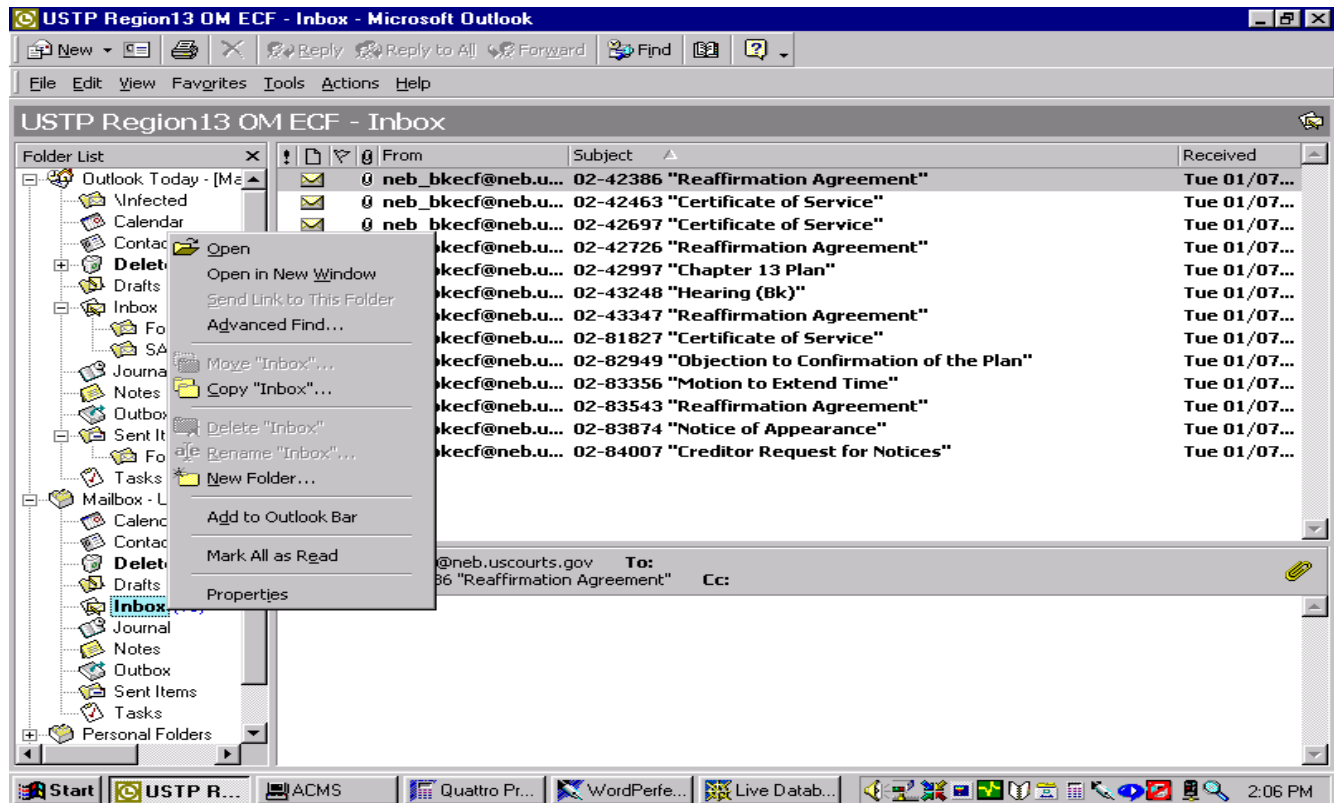 USTP Region13 OM ECF - Inbox - Microsoft Outlook
New Reply Reply to All Forward Find
File Edit View Favorites Tools Actions Help
USTP Region13 OM ECF - Inbox
Folder List
Outlook Today - [Ma
\Infected
Calendar
Contac
Delet
Drafts
Inbox
Fo
SA
Journa
Notes
Outbo
Sent It
Fo
Tasks
Mailbox - L
Calenc
Contac
Delet
Drafts
Inbox
Journal
Notes
Outbox
Sent Items
Tasks
Personal Folders
Open
Open in New Window
Send Link to This Folder
Advanced Find...
Move "Inbox"...
Copy "Inbox"...
Delete "Inbox"
Rename "Inbox"...
New Folder...
Add to Outlook Bar
Mark All as Read
Properties
From Subject Received
neb_bkecf@neb.u... 02-42386 "Reaffirmation Agreement" Tue 01/07...
neb_bkecf@neb.u... 02-42463 "Certificate of Service" Tue 01/07...
neb_bkecf@neb.u... 02-42697 "Certificate of Service" Tue 01/07...
kecf@neb.u... 02-42726 "Reaffirmation Agreement" Tue 01/07...
kecf@neb.u... 02-42997 "Chapter 13 Plan" Tue 01/07...
kecf@neb.u... 02-43248 "Hearing (Bk)" Tue 01/07...
kecf@neb.u... 02-43347 "Reaffirmation Agreement" Tue 01/07...
kecf@neb.u... 02-81827 "Certificate of Service" Tue 01/07...
kecf@neb.u... 02-82949 "Objection to Confirmation of the Plan" Tue 01/07...
kecf@neb.u... 02-83356 "Motion to Extend Time" Tue 01/07...
kecf@neb.u... 02-83543 "Reaffirmation Agreement" Tue 01/07...
kecf@neb.u... 02-83874 "Notice of Appearance" Tue 01/07...
kecf@neb.u... 02-84007 "Creditor Request for Notices" Tue 01/07...
@neb.uscourts.gov To:
86 "Reaffirmation Agreement" Cc:
Start USTP R... ACMS Quattro Pr... WordPerfe... Live Datab... 2:06 PM